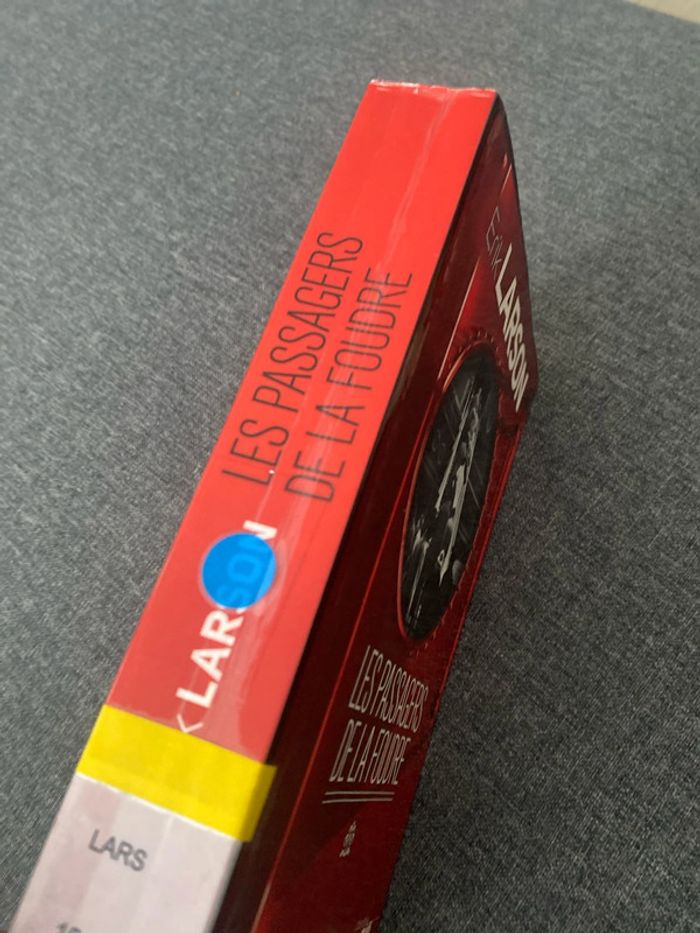 LES PASSAGERS
DE LA FOUDRE
LARSON
LARS
Erik LARSON
LES PASSAGERS
DE LA FOUDRE